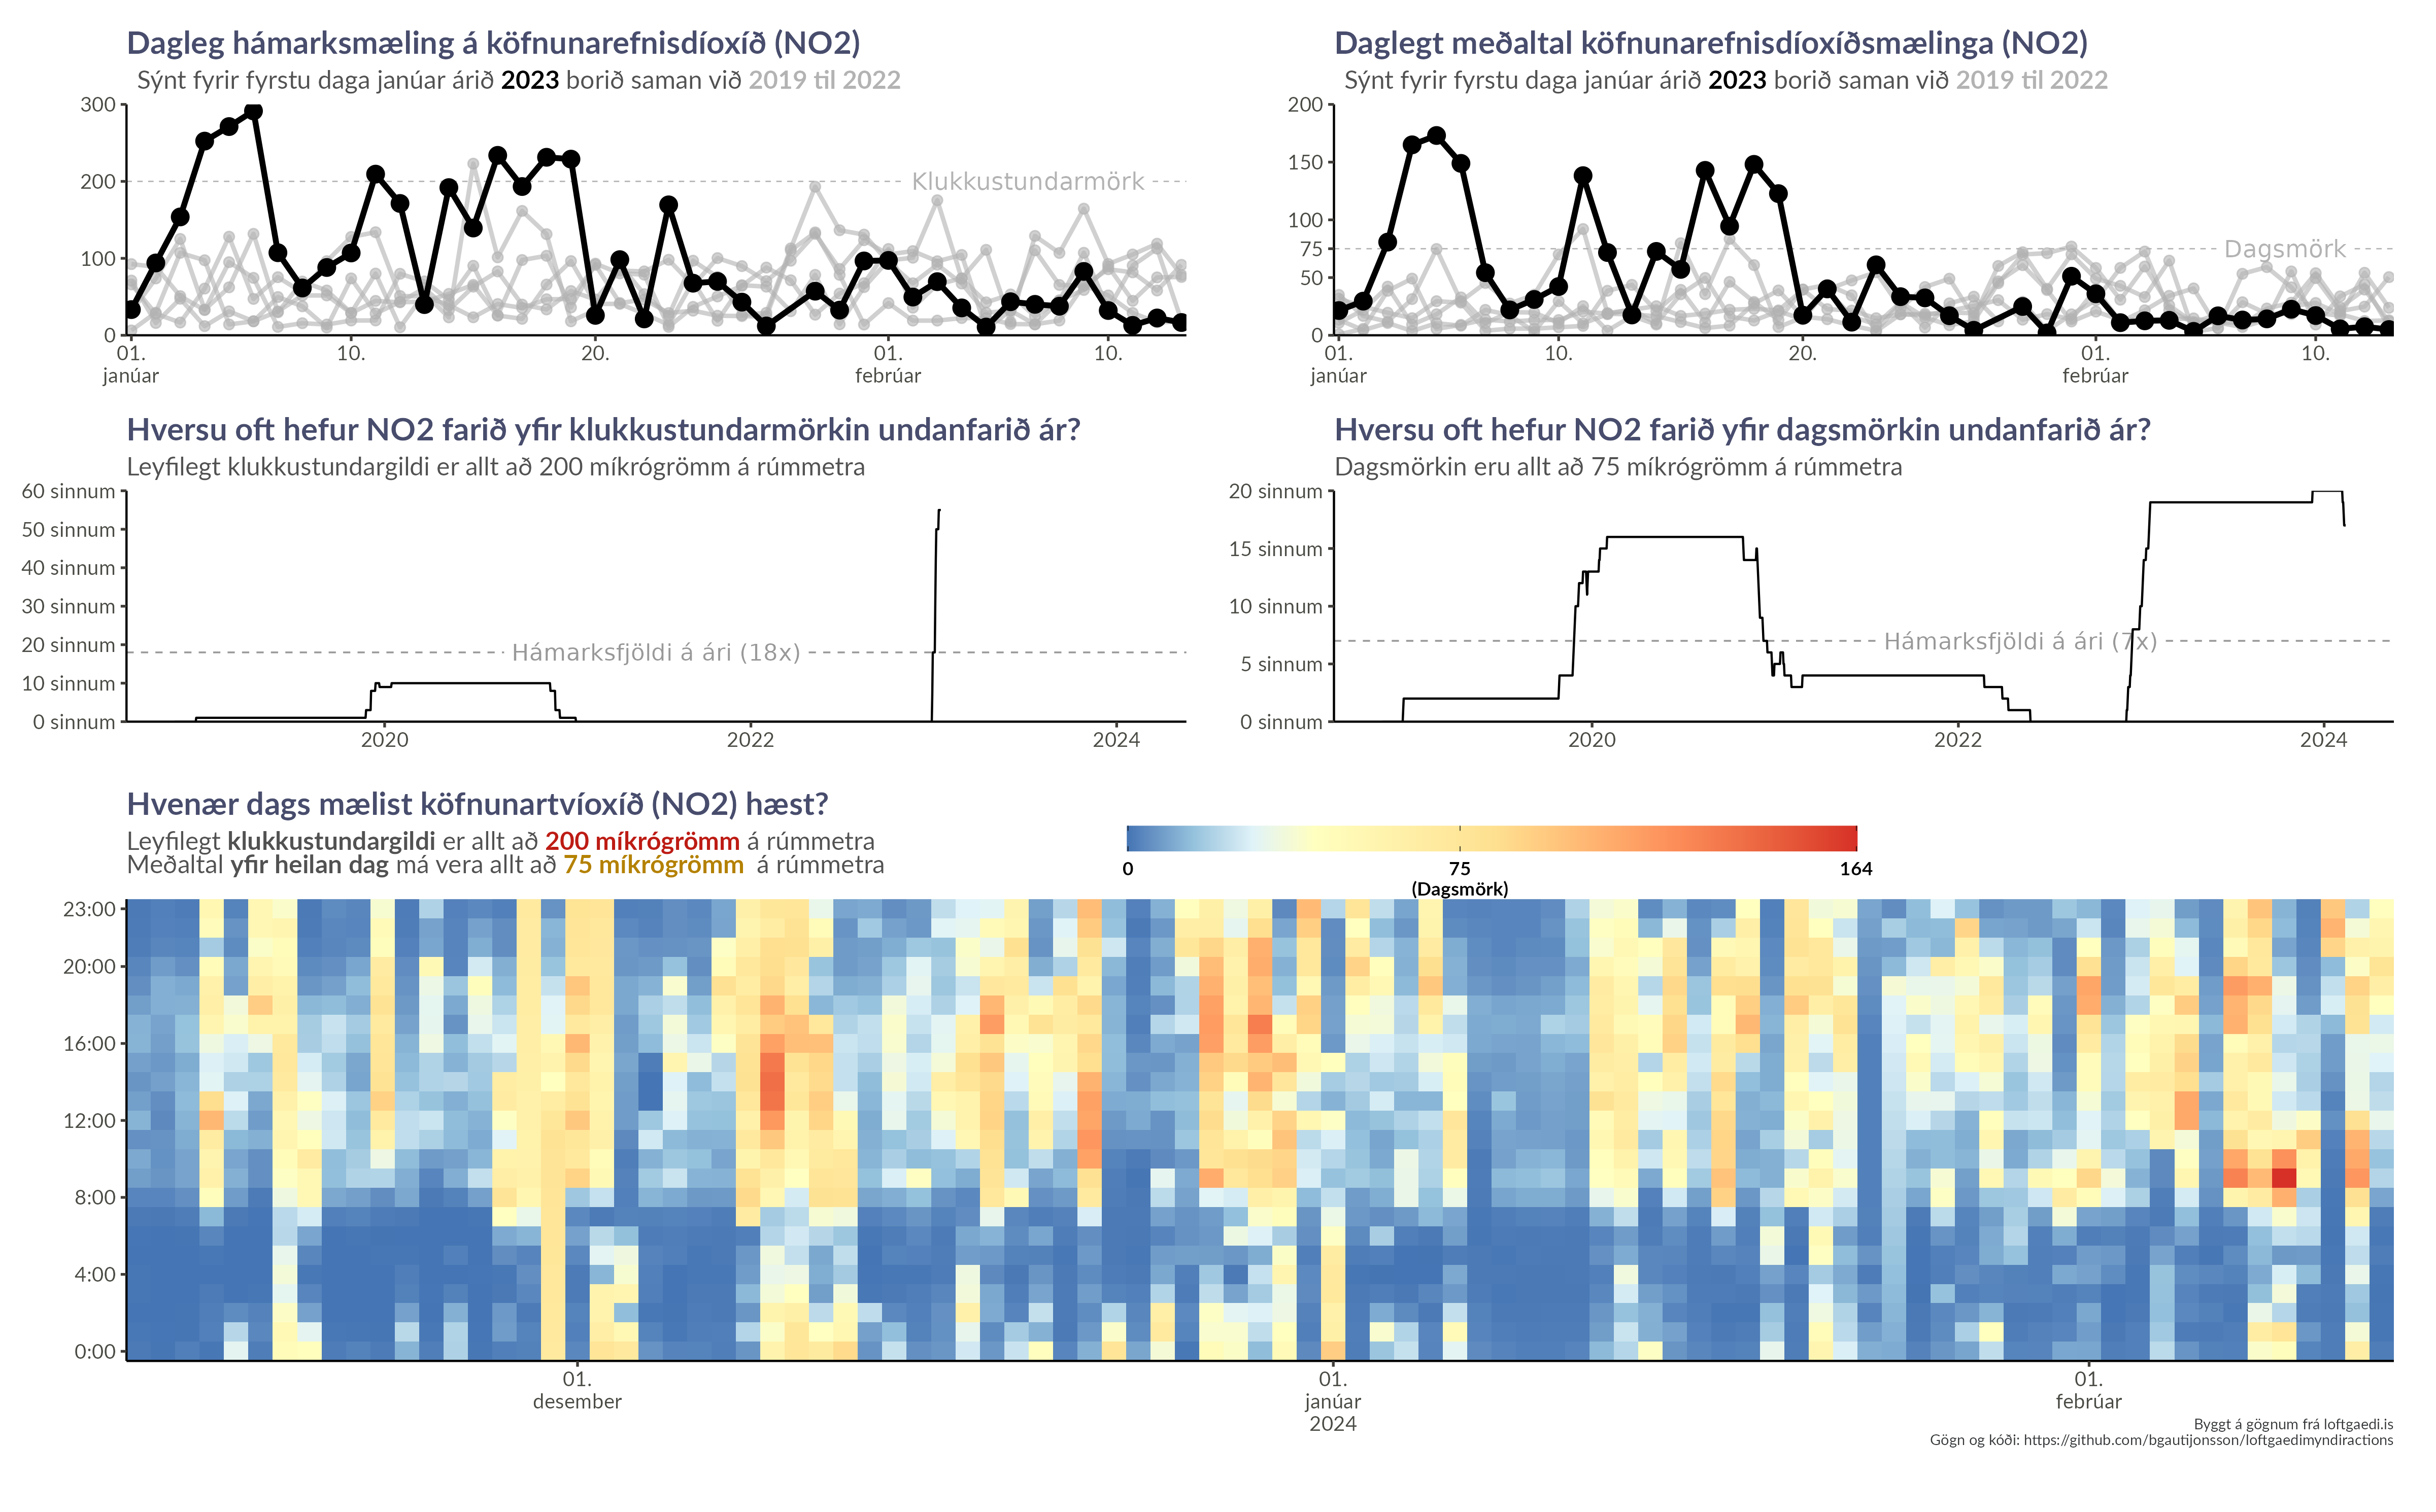 Dagleg hámarksmæling á köfnunarefnisdíoxíð (NO2)
Sýnt fyrir fyrstu daga janúar árið 2023 borið saman við 2019 til 2022
300
200
100
0
Klukkustundarmörk
01.
janúar
10.
20.
01.
febrúar
10.
Daglegt meðaltal köfnunarefnisdíoxíðsmælinga (NO2)
Sýnt fyrir fyrstu daga janúar árið 2023 borið saman við 2019 til 2022
200
150
100
75
50
0
Dagsmörk
01.
janúar
10.
20.
01.
febrúar
10.
Hversu oft hefur NO2 farið yfir klukkustundarmörkin undanfarið ár?
Leyfilegt klukkustundargildi er allt að 200 míkrógrömm á rúmmetra
60 sinnum
50 sinnum
40 sinnum
30 sinnum
20 sinnum
10 sinnum
0 sinnum
Hámarksfjöldi á ári (18x)
2020
2022
2024
Hversu oft hefur NO2 farið yfir dagsmörkin undanfarið ár?
Dagsmörkin eru allt að 75 míkrógrömm á rúmmetra
20 sinnum
15 sinnum
10 sinnum
5 sinnum
0 sinnum
Hámarksfjöldi á ári (7x)
2020
2022
2024
Hvenær dags mælist köfnunartvíoxíð (NO2) hæst?
Leyfilegt klukkustundargildi er allt að 200 míkrógrömm á rúmmetra
Meðaltal yfir heilan dag má vera allt að 75 míkrógrömm á rúmmetra
0
75
(Dagsmörk)
164
23:00
20:00
16:00
12:00
8:00
4:00
0:00
01.
desember
01.
janúar
2024
01.
febrúar
Byggt á gögnum frá loftgaedi.is
Gögn og kóði: https://github.com/bgautijonsson/loftgaedimyndiractions